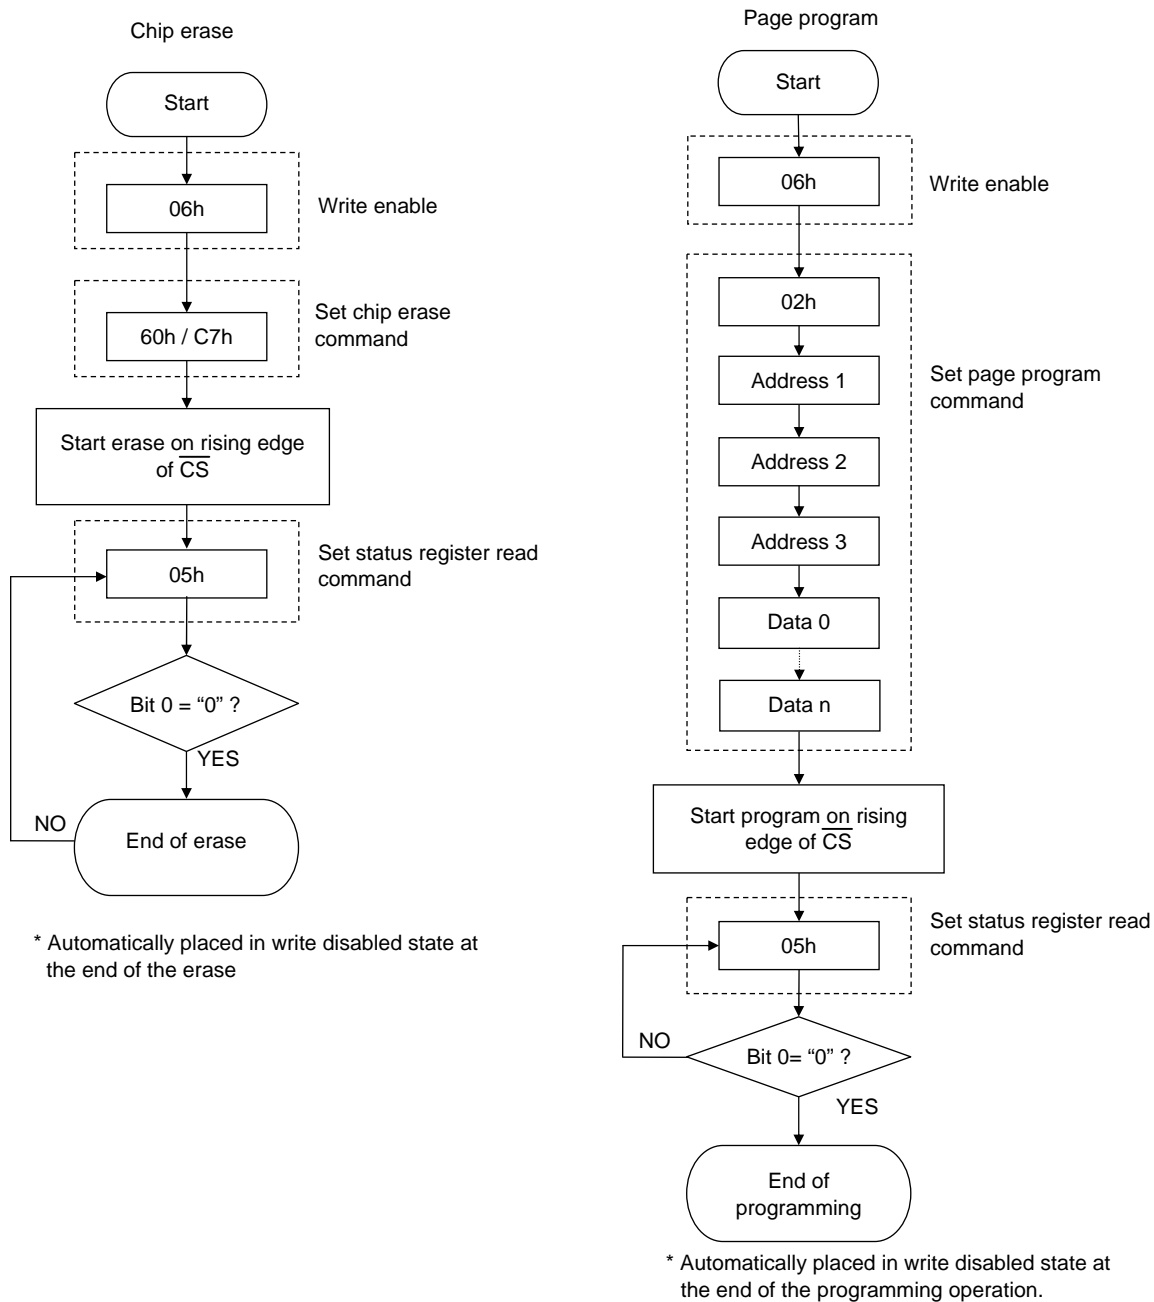 Chip erase
Start
06h
Write enable
60h / C7h
Set chip erase
command
Start erase on rising edge
of C̅S̅
05h
Set status register read
command
Bit 0 = “0” ?
YES
NO
End of erase
* Automatically placed in write disabled state at
the end of the erase
Page program
Start
06h
Write enable
02h
Address 1
Set page program
command
Address 2
Address 3
Data 0
Data n
Start program on rising
edge of C̅S̅
05h
Set status register read
command
NO
Bit 0= “0” ?
YES
End of
programming
* Automatically placed in write disabled state at
the end of the programming operation.